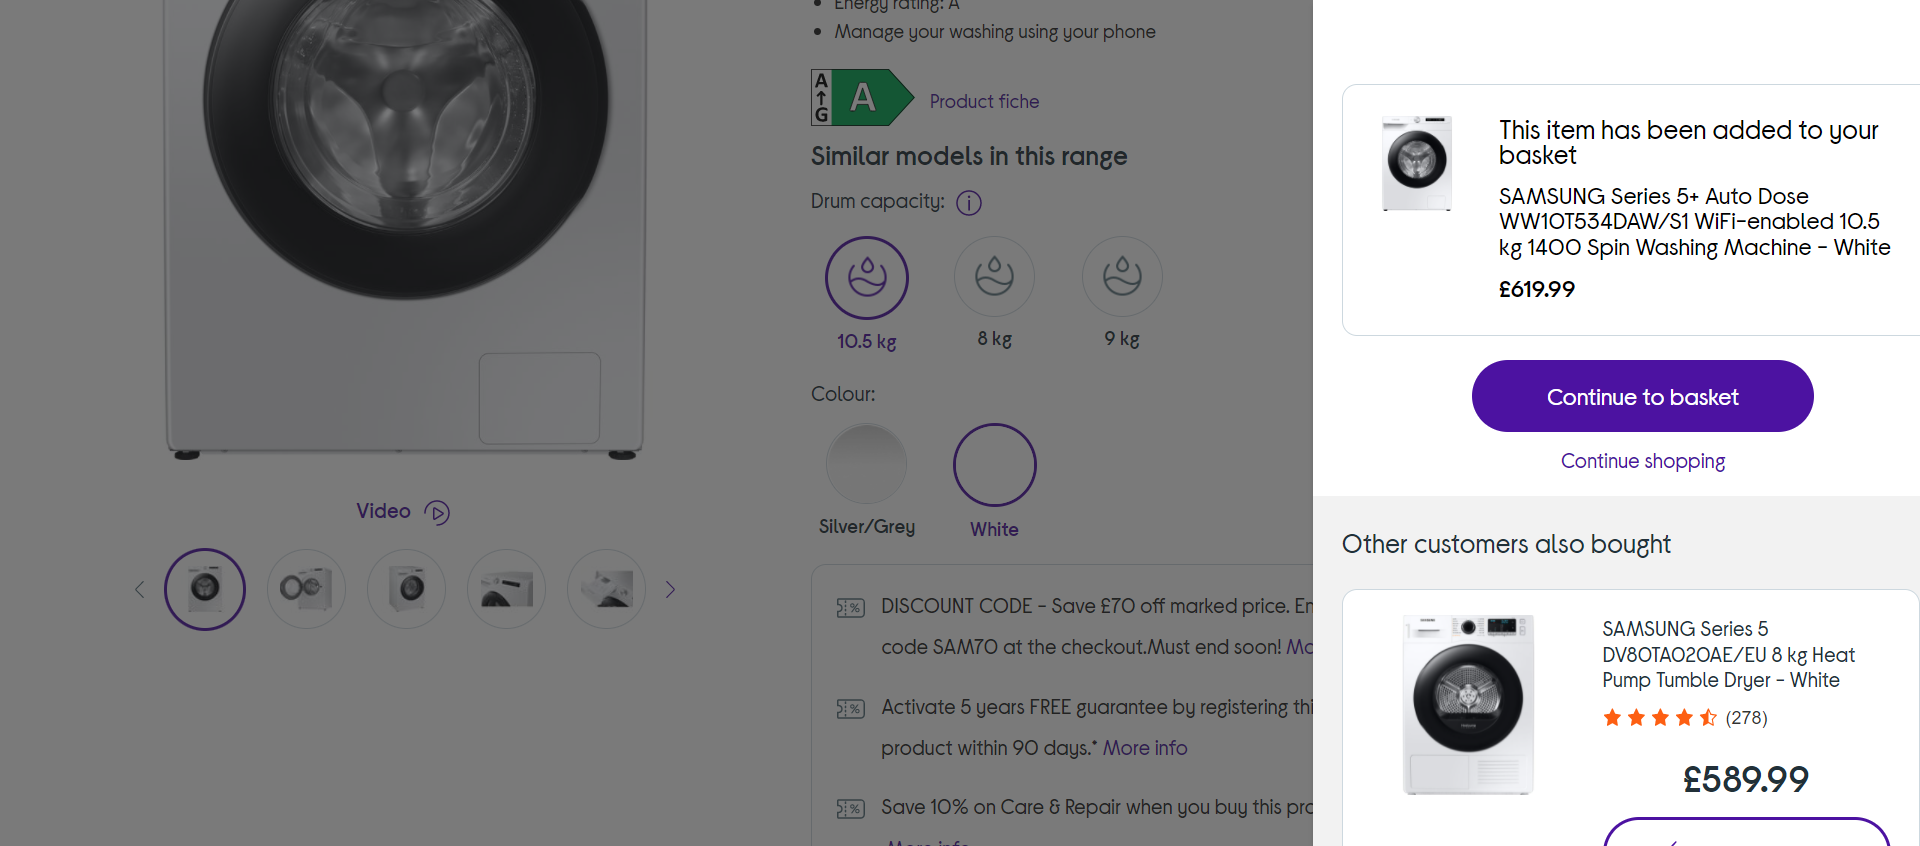 Energy rating: A
Manage your washing using your phone
A
G
A
Product fiche
Similar models in this range
Drum capacity:
10.5 kg
8 kg
9 kg
Colour:
Silver/Grey
White
Video
DISCOUNT CODE - Save £70 off marked price. En
code SAM70 at the checkout.Must end soon! Mo
Activate 5 years FREE guarantee by registering thi
product within 90 days.* More info
Save 10% on Care & Repair when you buy this pro
More info
This item has been added to your
basket
SAMSUNG Series 5+ Auto Dose
WW10T534DAW/S1 WiFi-enabled 10.5
kg 1400 Spin Washing Machine - White
£619.99
Continue to basket
Continue shopping
Other customers also bought
SAMSUNG Series 5
DV80TA020AE/EU 8 kg Heat
Pump Tumble Dryer - White
(278)
£589.99